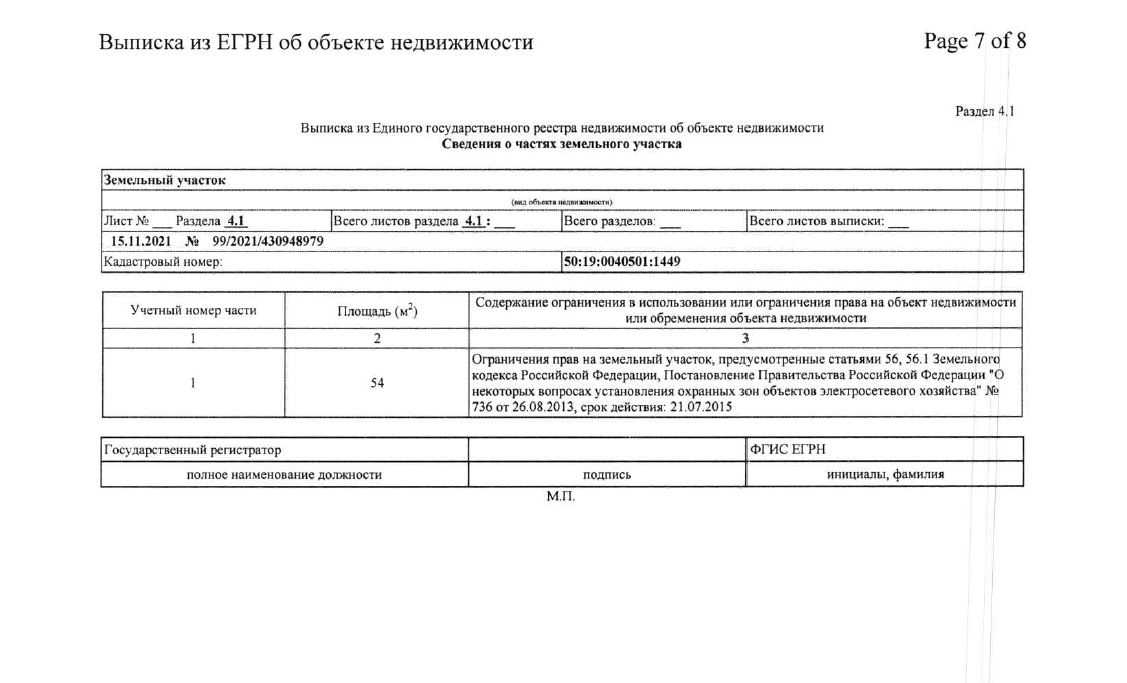 Выписка из ЕГРН об объекте недвижимости Page 7 of 8
Раздел 4.1
Выписка из Единого государственного реестра недвижимости об объекте недвижимости
Сведения о частях земельного участка
Земельный участок
(вид объекта недвижимости)
Лист № ___ Раздела 4.1 Всего листов раздела 4.1 : ___ Всего разделов: ___ Всего листов выписки: ___
15.11.2021 № 99/2021/430948979
Кадастровый номер: 50:19:0040501:1449
Учетный номер части Площадь (м²) Содержание ограничения в использовании или ограничения права на объект недвижимости
или обременения объекта недвижимости
1 2 3
1 54 Ограничения прав на земельный участок, предусмотренные статьями 56, 56.1 Земельного
кодекса Российской Федерации, Постановление Правительства Российской Федерации "О
некоторых вопросах установления охранных зон объектов электросетевого хозяйства" №
736 от 26.08.2013, срок действия: 21.07.2015
Государственный регистратор ФГИС ЕГРН
полное наименование должности подпись инициалы, фамилия
М.П.